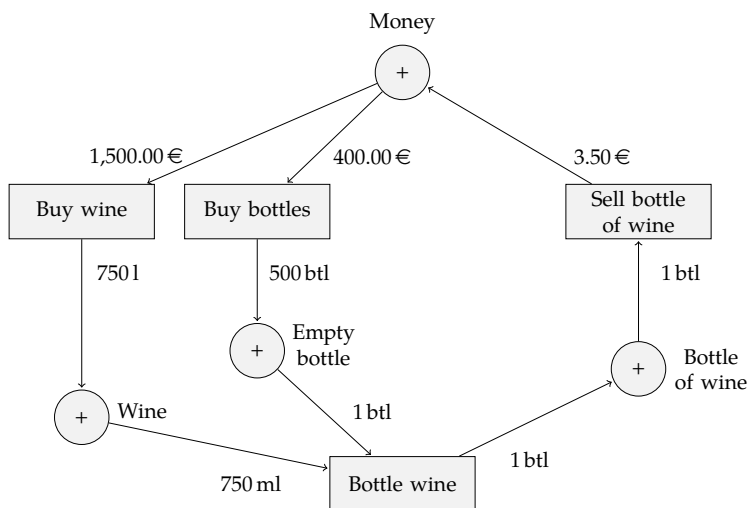 Money
+
1,500.00 €
400.00 €
3.50 €
Buy wine
Buy bottles
Sell bottle
of wine
750 l
500 btl
1 btl
+
Empty
bottle
+
Bottle
of wine
+
Wine
1 btl
750 ml
Bottle wine
1 btl